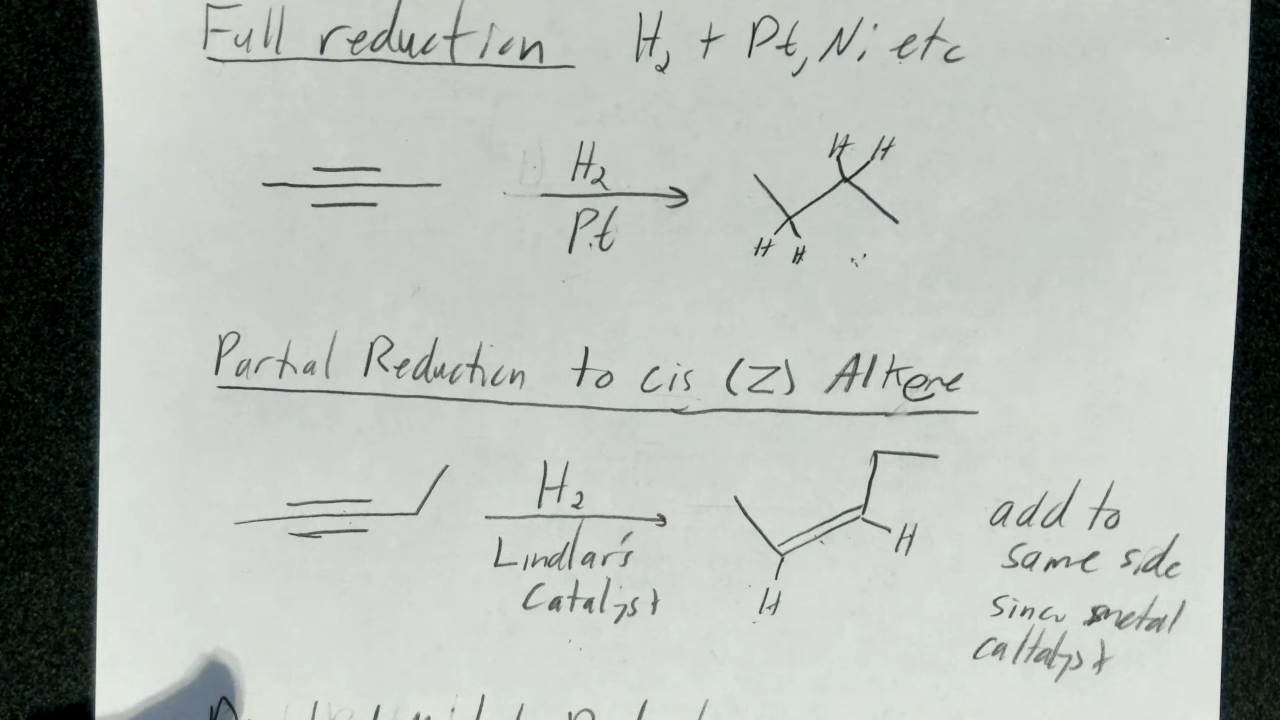 Full reduction H2 + Pt, Ni etc
H2
Pt
H H
H H
Partial Reduction to cis (Z) Alkene
H2
Lindlar's
Catalyst
H
H
add to
same side
since metal
caltalyst